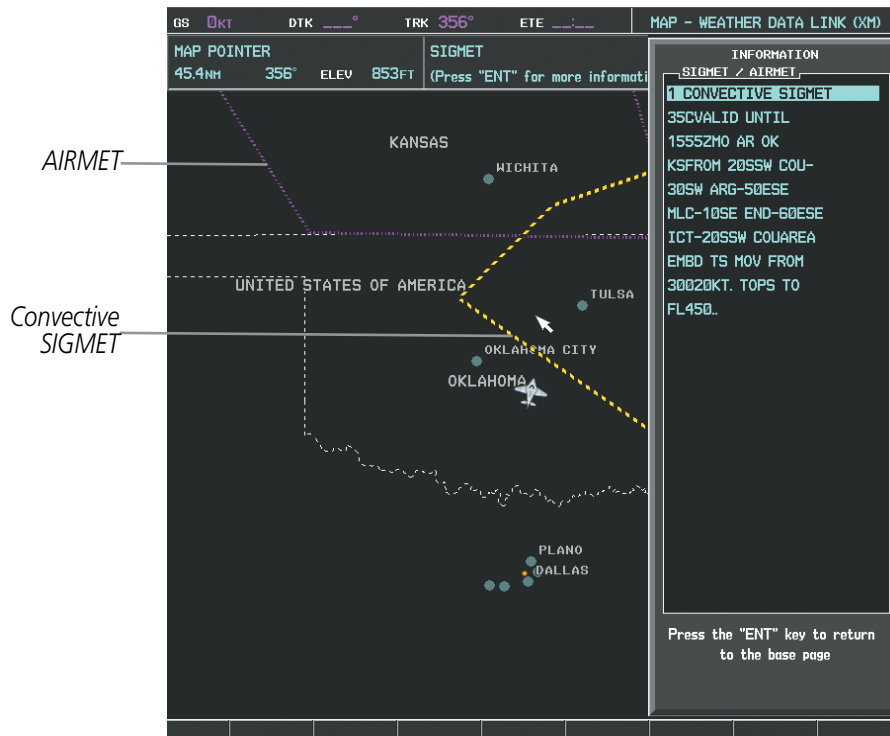 GS 0KT DTK ___° TRK 356° ETE __:__ MAP - WEATHER DATA LINK (XM)
MAP POINTER
45.4NM 356° ELEV 853FT
SIGMET
(Press "ENT" for more informati
INFORMATION
SIGMET / AIRMET
1 CONVECTIVE SIGMET
35CVALID UNTIL
1555ZMO AR OK
KSFROM 20SSW COU-
30SW ARG-50ESE
MLC-10SE END-60ESE
ICT-20SSW COUAREA
EMBD TS MOV FROM
30020KT. TOPS TO
FL450..
Press the "ENT" key to return
to the base page
AIRMET
Convective
SIGMET
KANSAS
WICHITA
UNITED STATES OF AMERICA
TULSA
OKLAHOMA CITY
OKLAHOMA
PLANO
DALLAS